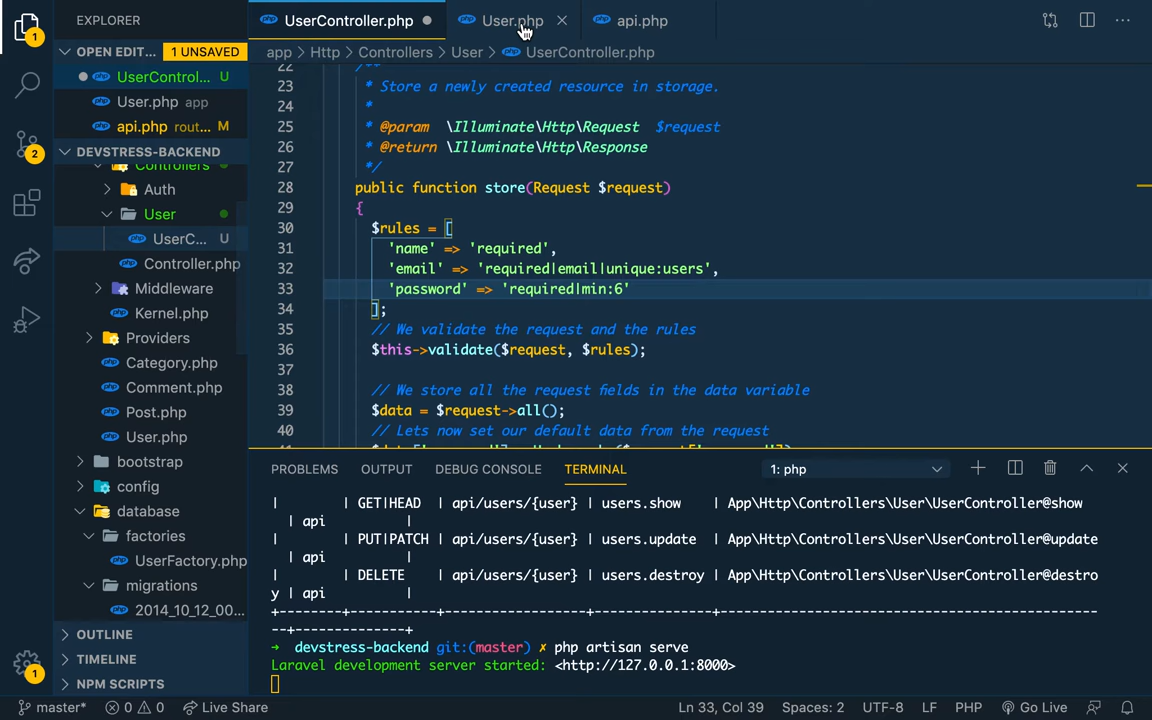 EXPLORER
UserController.php
User.php
api.php
OPEN EDIT... 1 UNSAVED
app > Http > Controllers > User > UserController.php
UserControl... U
User.php app
api.php rout... M
DEVSTRESS-BACKEND
Controllers
Auth
User
UserC... U
Controller.php
Middleware
Kernel.php
Providers
Category.php
Comment.php
Post.php
User.php
bootstrap
config
database
factories
UserFactory.php
migrations
2014_10_12_00...
OUTLINE
TIMELINE
NPM SCRIPTS
1
2
1
22 /**
23 * Store a newly created resource in storage.
24 *
25 * @param \Illuminate\Http\Request $request
26 * @return \Illuminate\Http\Response
27 */
28 public function store(Request $request)
29 {
30 $rules = [
31 'name' => 'required',
32 'email' => 'required|email|unique:users',
33 'password' => 'required|min:6'
34 ];
35 // We validate the request and the rules
36 $this->validate($request, $rules);
37
38 // We store all the request fields in the data variable
39 $data = $request->all();
40 // Lets now set our default data from the request
PROBLEMS OUTPUT DEBUG CONSOLE TERMINAL 1: php
| | GET|HEAD | api/users/{user} | users.show | App\Http\Controllers\User\UserController@show
| api |
| | PUT|PATCH | api/users/{user} | users.update | App\Http\Controllers\User\UserController@update
| api |
| | DELETE | api/users/{user} | users.destroy | App\Http\Controllers\User\UserController@destro
y | api |
+--------+-----------+------------------+---------------+------------------------------------------
--+--------------+
→ devstress-backend git:(master) ✗ php artisan serve
Laravel development server started: <http://127.0.0.1:8000>
master* 0 0 Live Share Ln 33, Col 39 Spaces: 2 UTF-8 LF PHP Go Live